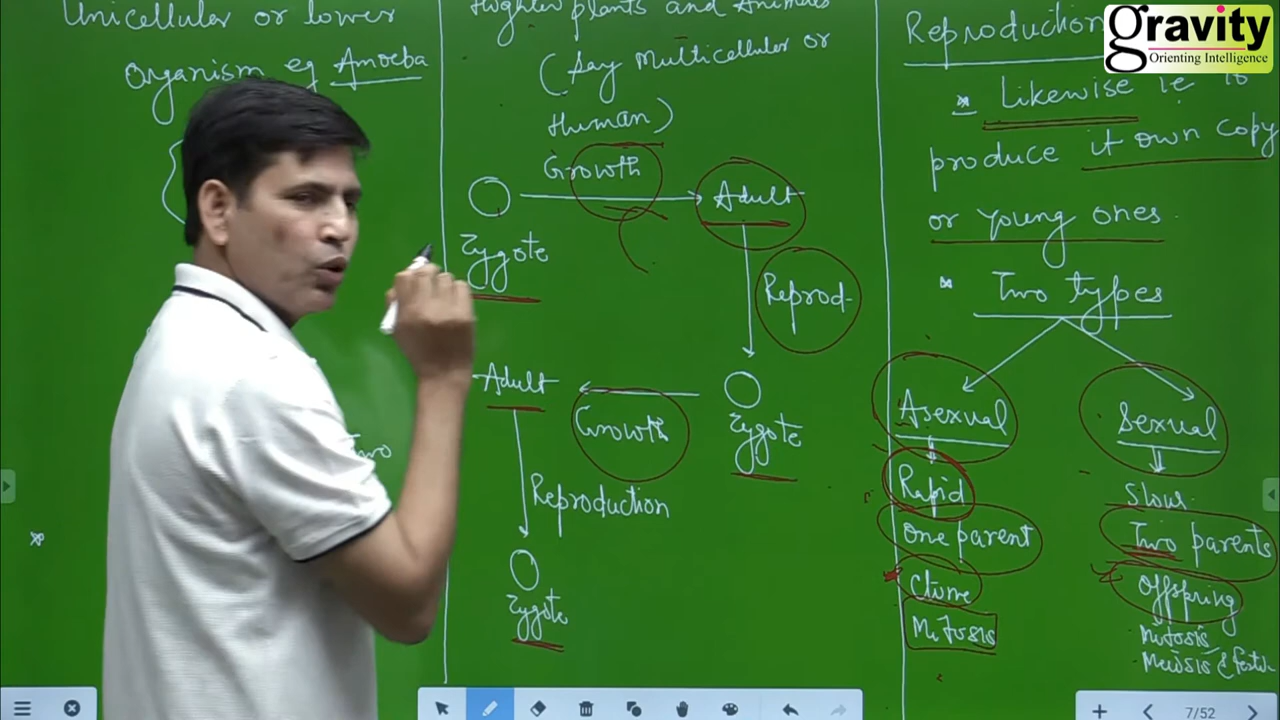 Unicellular or lower
Organism eg Amoeba
Two
Higher plants and Animals
(Say Multicellular or
Human)
Growth
Adult
Zygote
Reprod-
Adult
Growth
Zygote
Reproduction
Zygote
Reproduction
* Likewise ie to
produce it own copy
or young ones.
* Two types
Asexual
Rapid
One parent
Clone
Mitosis
Sexual
Slow.
Two parents
Offspring
Mitosis
Meiosis & Fertil
gravity
Orienting Intelligence
7/52